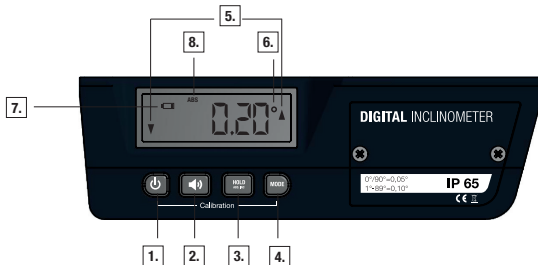 5.
8.
6.
7.
ABS
0.20°
DIGITAL INCLINOMETER
HOLD
MODE
0°/90°=0,05°
1°-89°=0,10°
IP 65
CE
Calibration
1.
2.
3.
4.